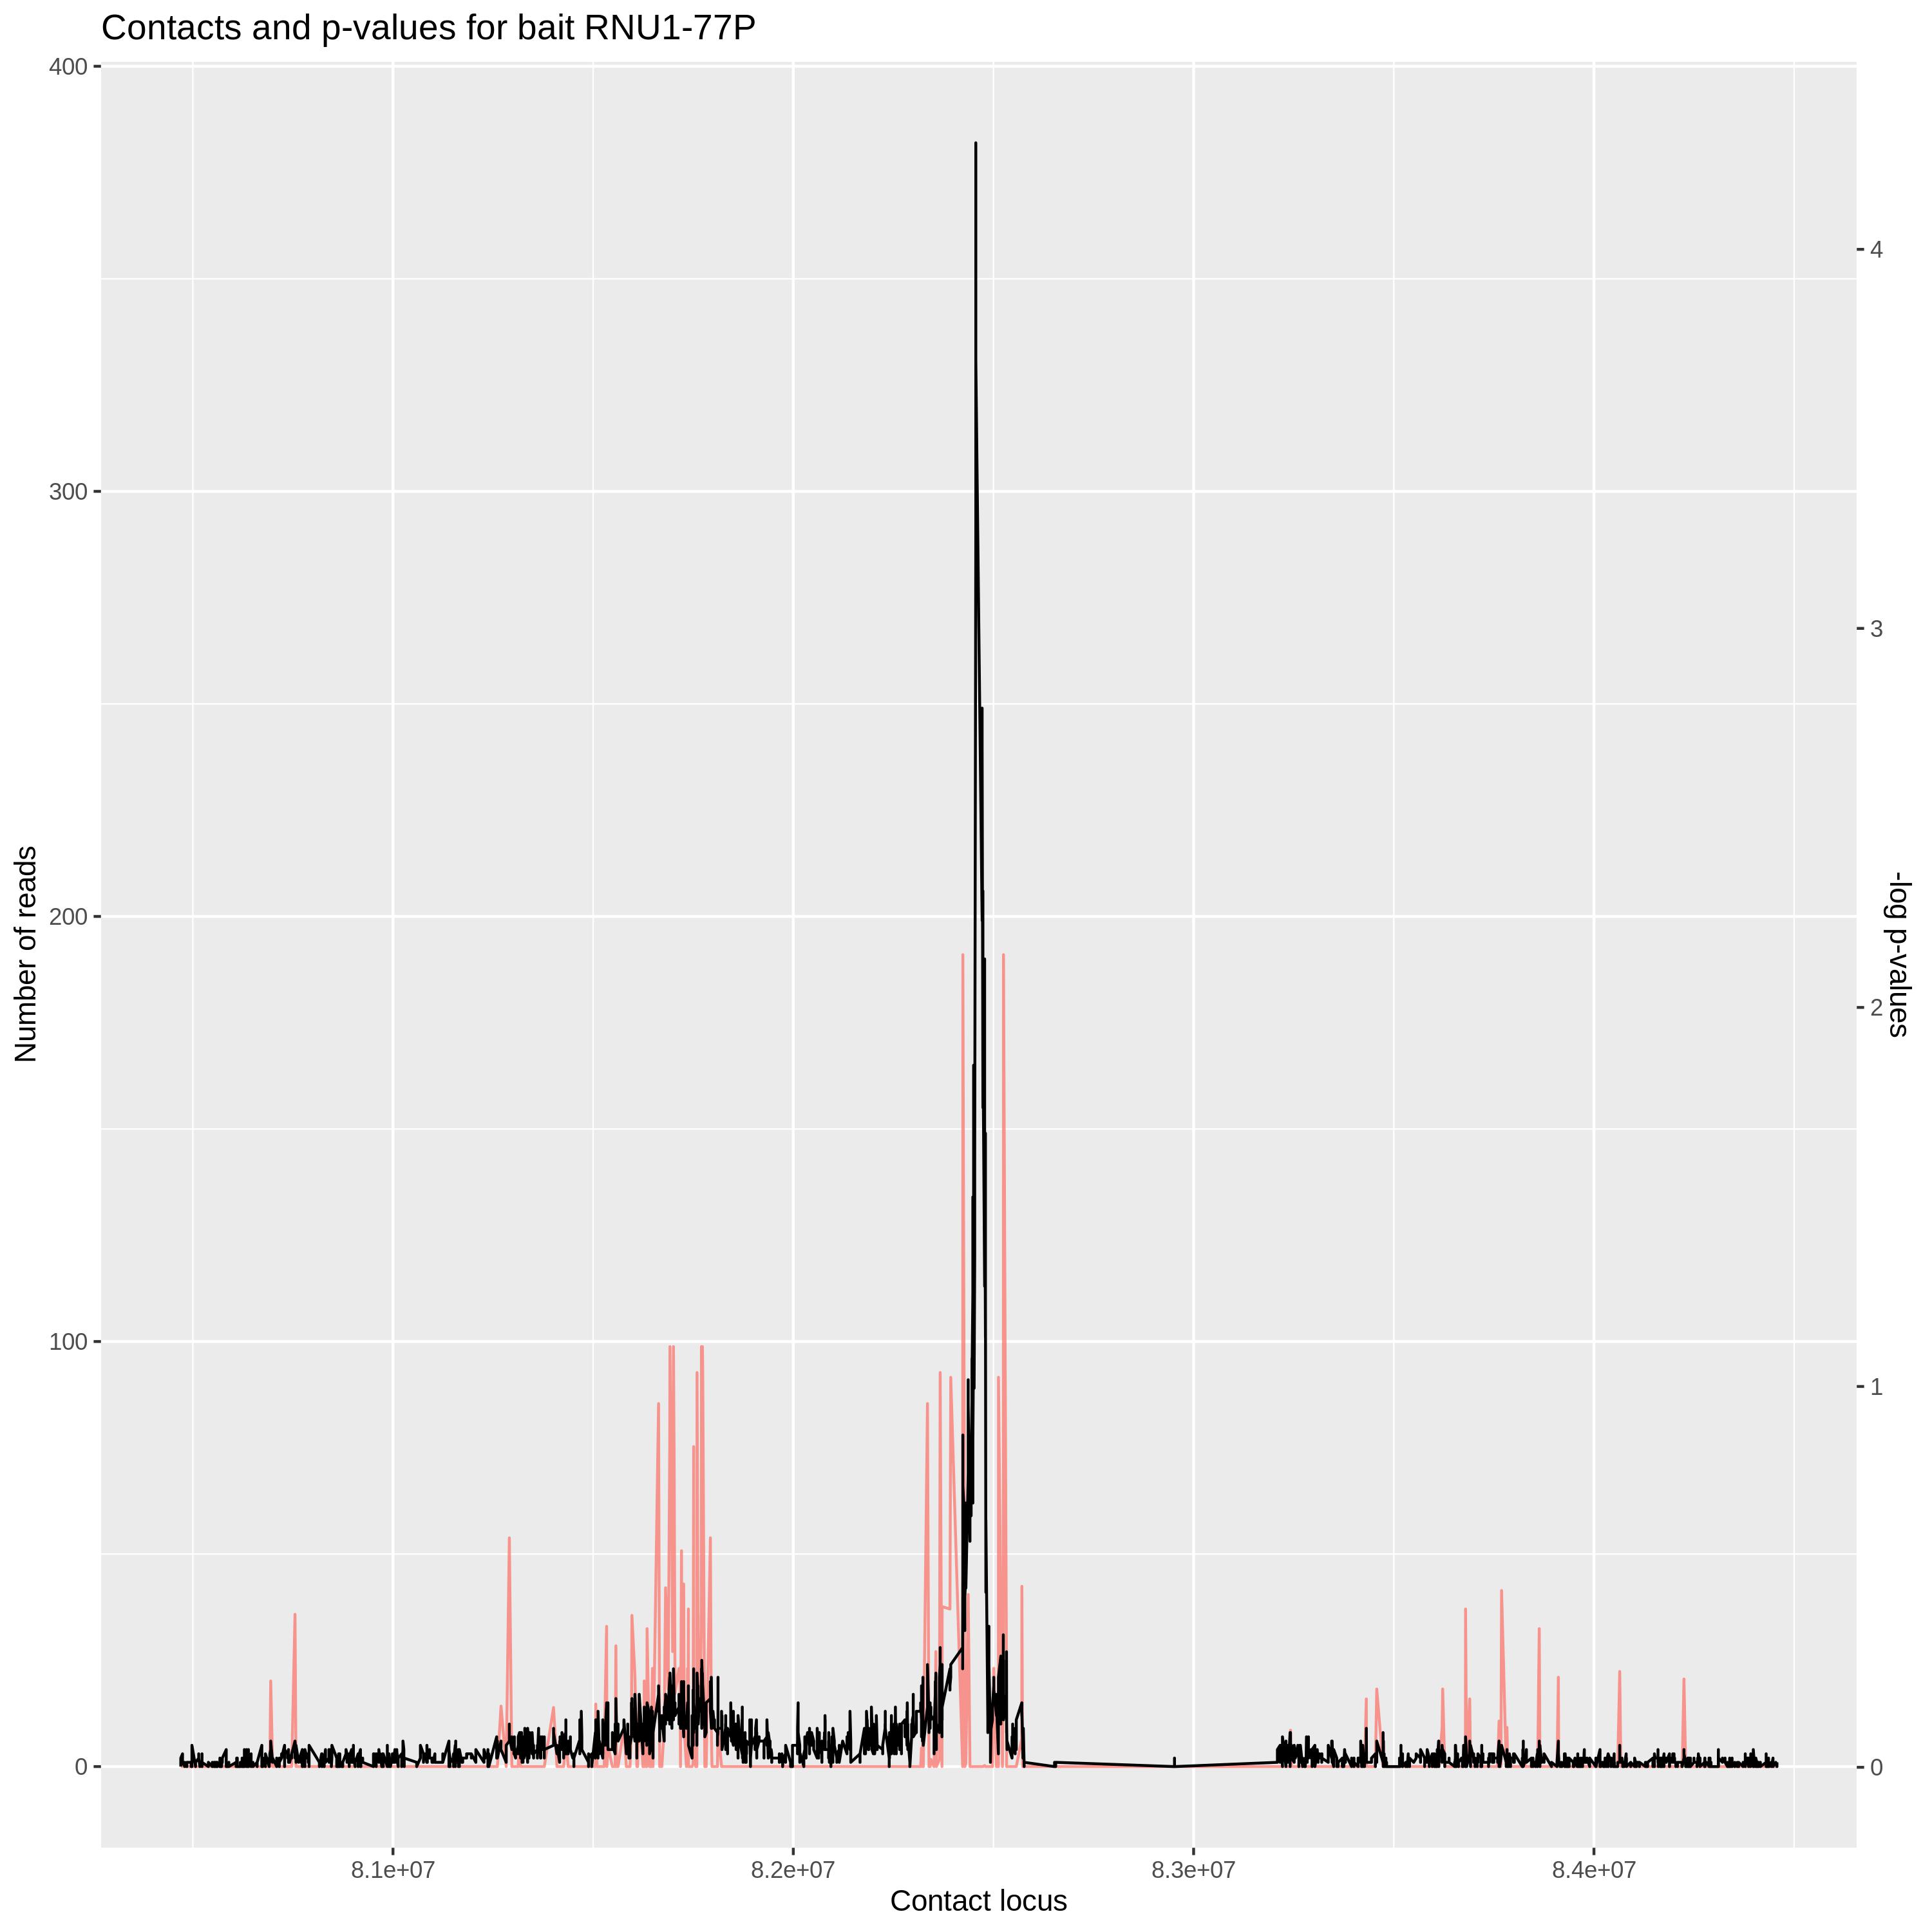 Contacts and p-values for bait RNU1-77P
400
300
200
100
0
Number of reads
4
3
2
1
0
-log p-values
8.1e+07
8.2e+07
8.3e+07
8.4e+07
Contact locus